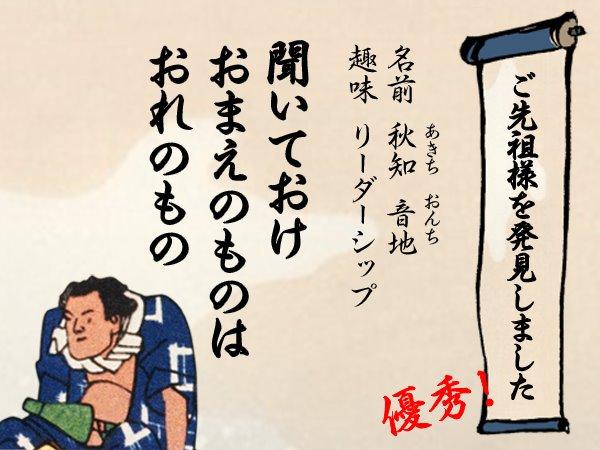 ご先祖様を発見しました
優秀!
名前 秋知 音地
あきち おんち
趣味 リーダーシップ
聞いておけ
おまえのものは
おれのもの